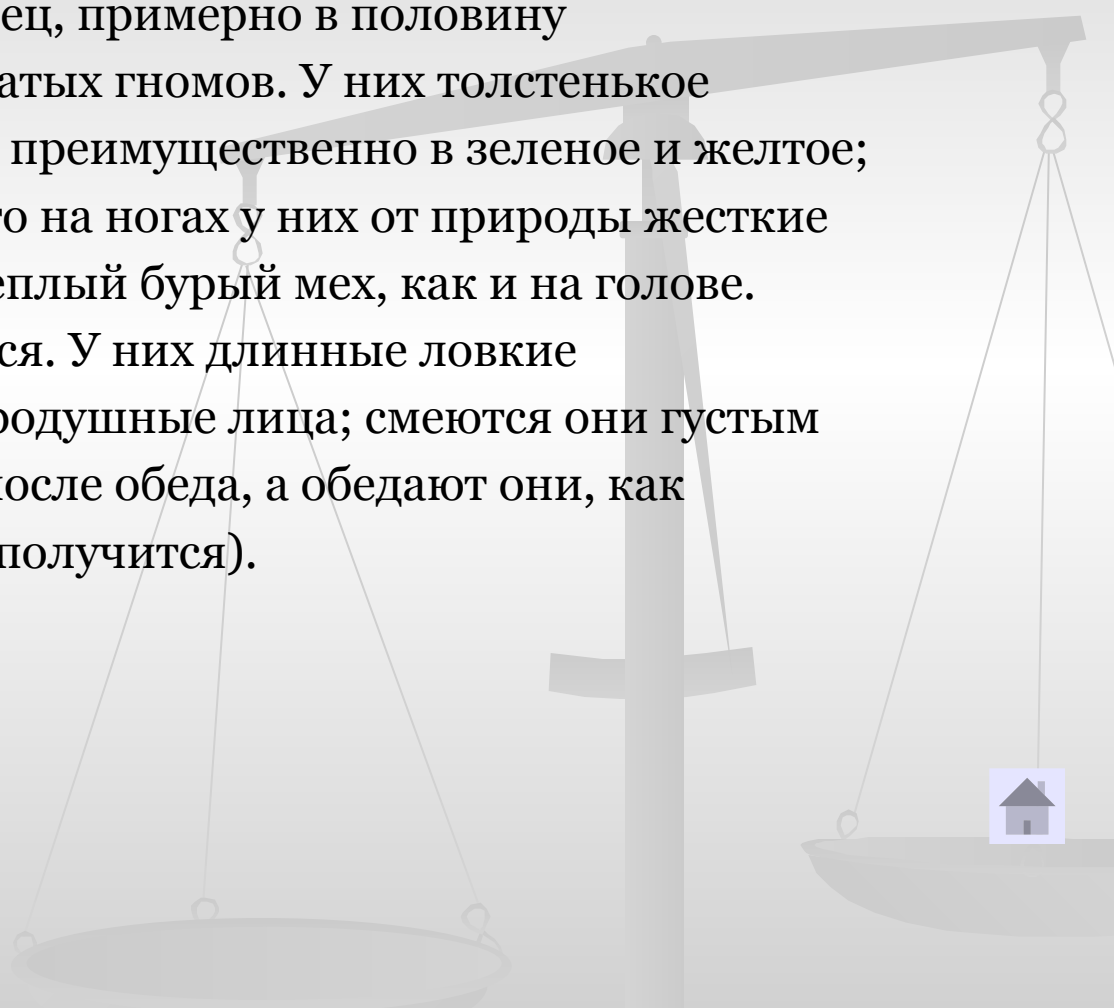 ец, примерно в половину
атых гномов. У них толстенькое
преимущественно в зеленое и желтое;
о на ногах у них от природы жесткие
еплый бурый мех, как и на голове.
ся. У них длинные ловкие
родушные лица; смеются они густым
после обеда, а обедают они, как
получится).